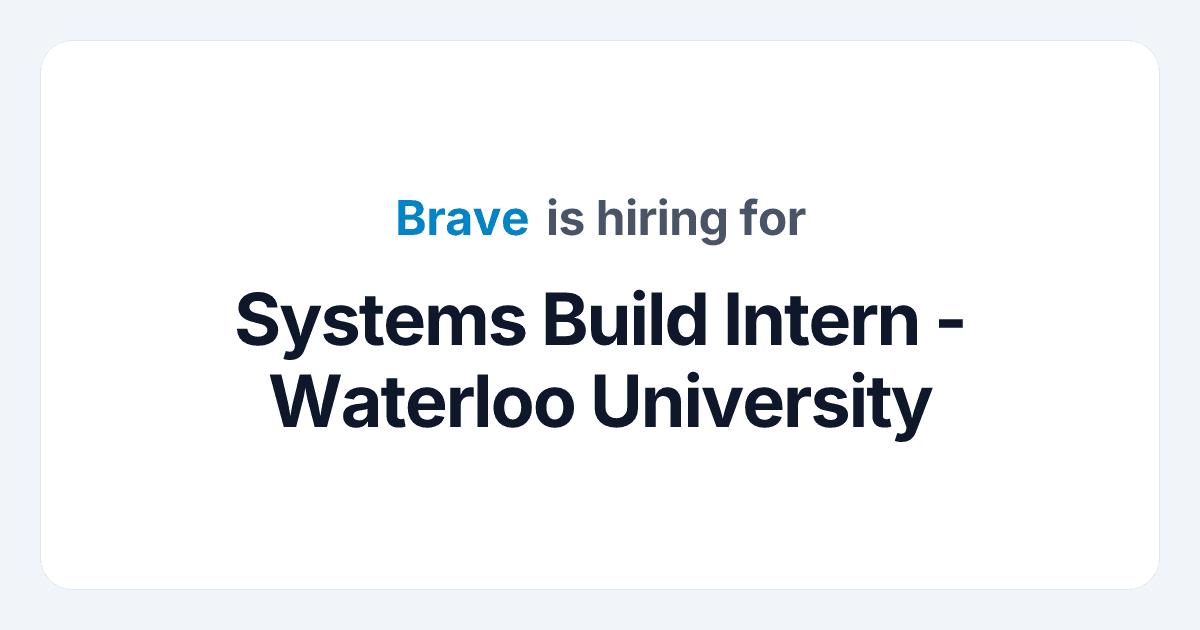 Brave is hiring for
Systems Build Intern -
Waterloo University